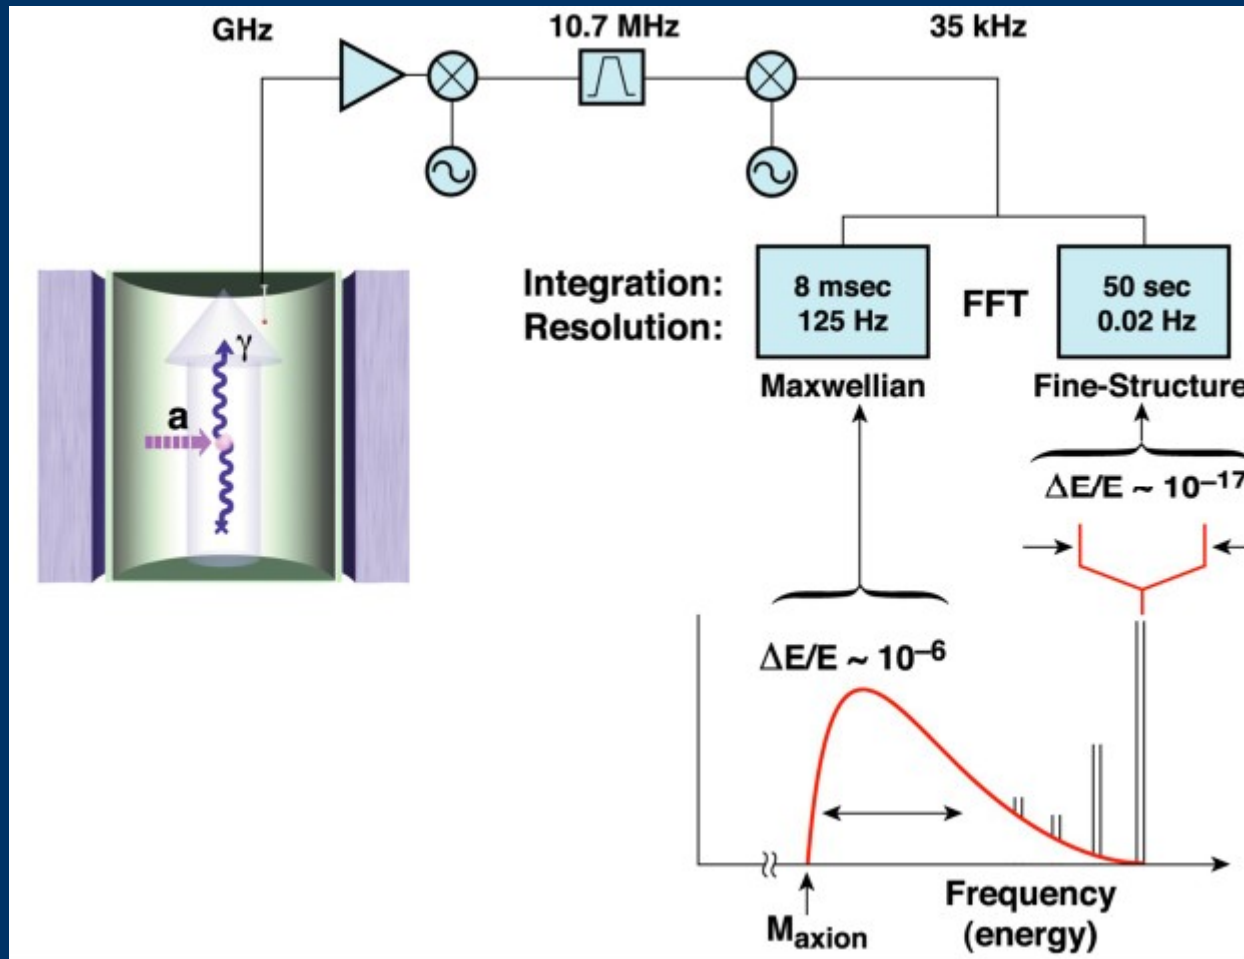 GHz
10.7 MHz
35 kHz
Integration:
Resolution:
8 msec
125 Hz
FFT
50 sec
0.02 Hz
Maxwellian
Fine-Structure
γ
a
ΔE/E ~ 10⁻¹⁷
ΔE/E ~ 10⁻⁶
Maxion
Frequency
(energy)